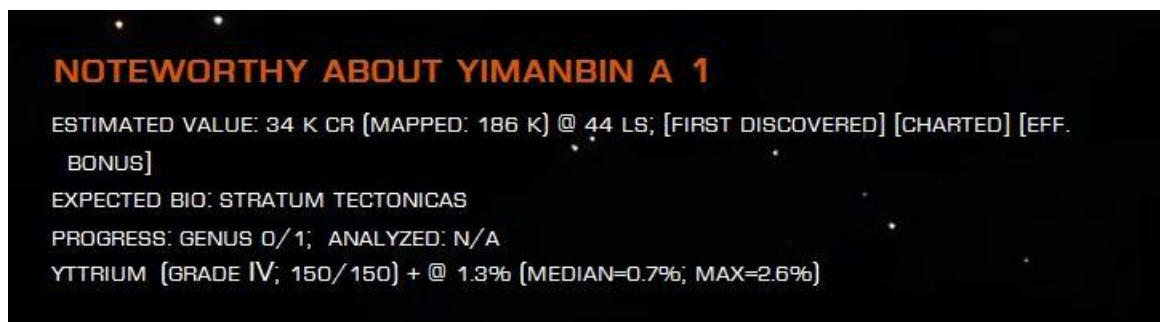 NOTEWORTHY ABOUT YIMANBIN A 1
ESTIMATED VALUE: 34 K CR (MAPPED: 186 K) @ 44 LS; [FIRST DISCOVERED] [CHARTED] [EFF.
BONUS]
EXPECTED BIO: STRATUM TECTONICAS
PROGRESS: GENUS 0/1; ANALYZED: N/A
YTTRIUM (GRADE IV; 150/150) + @ 1.3% (MEDIAN=0.7%; MAX=2.6%)